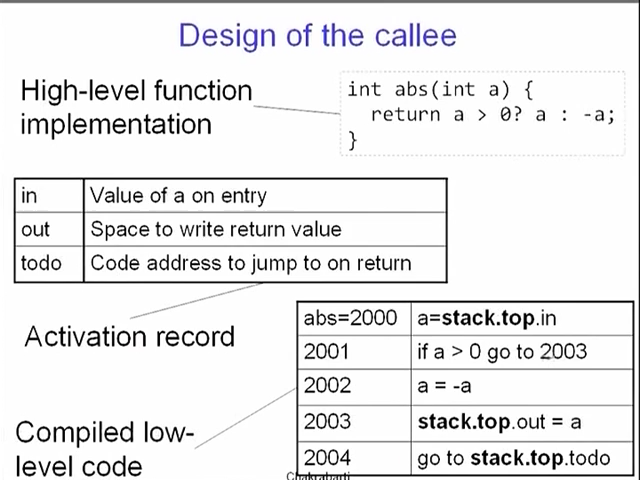 Design of the callee
High-level function
implementation
int abs(int a) {
return a > 0? a : -a;
}
in Value of a on entry
out Space to write return value
todo Code address to jump to on return
Activation record
abs=2000 a=stack.top.in
2001 if a > 0 go to 2003
2002 a = -a
2003 stack.top.out = a
2004 go to stack.top.todo
Compiled low-
level code
Chakrabarti